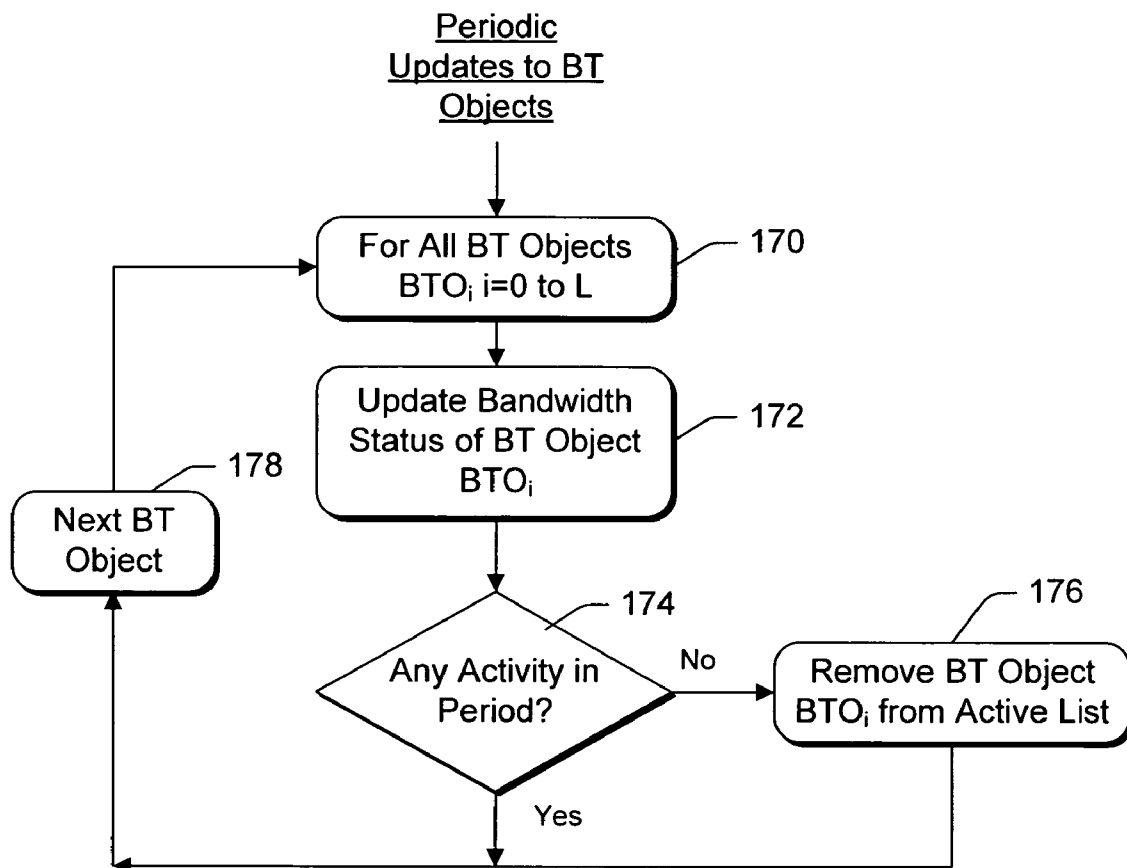 Periodic
Updates to BT
Objects
For All BT Objects
BTOi i=0 to L
170
Update Bandwidth
Status of BT Object
BTOi
172
178
Next BT
Object
174
Any Activity in
Period?
No
176
Remove BT Object
BTOi from Active List
Yes